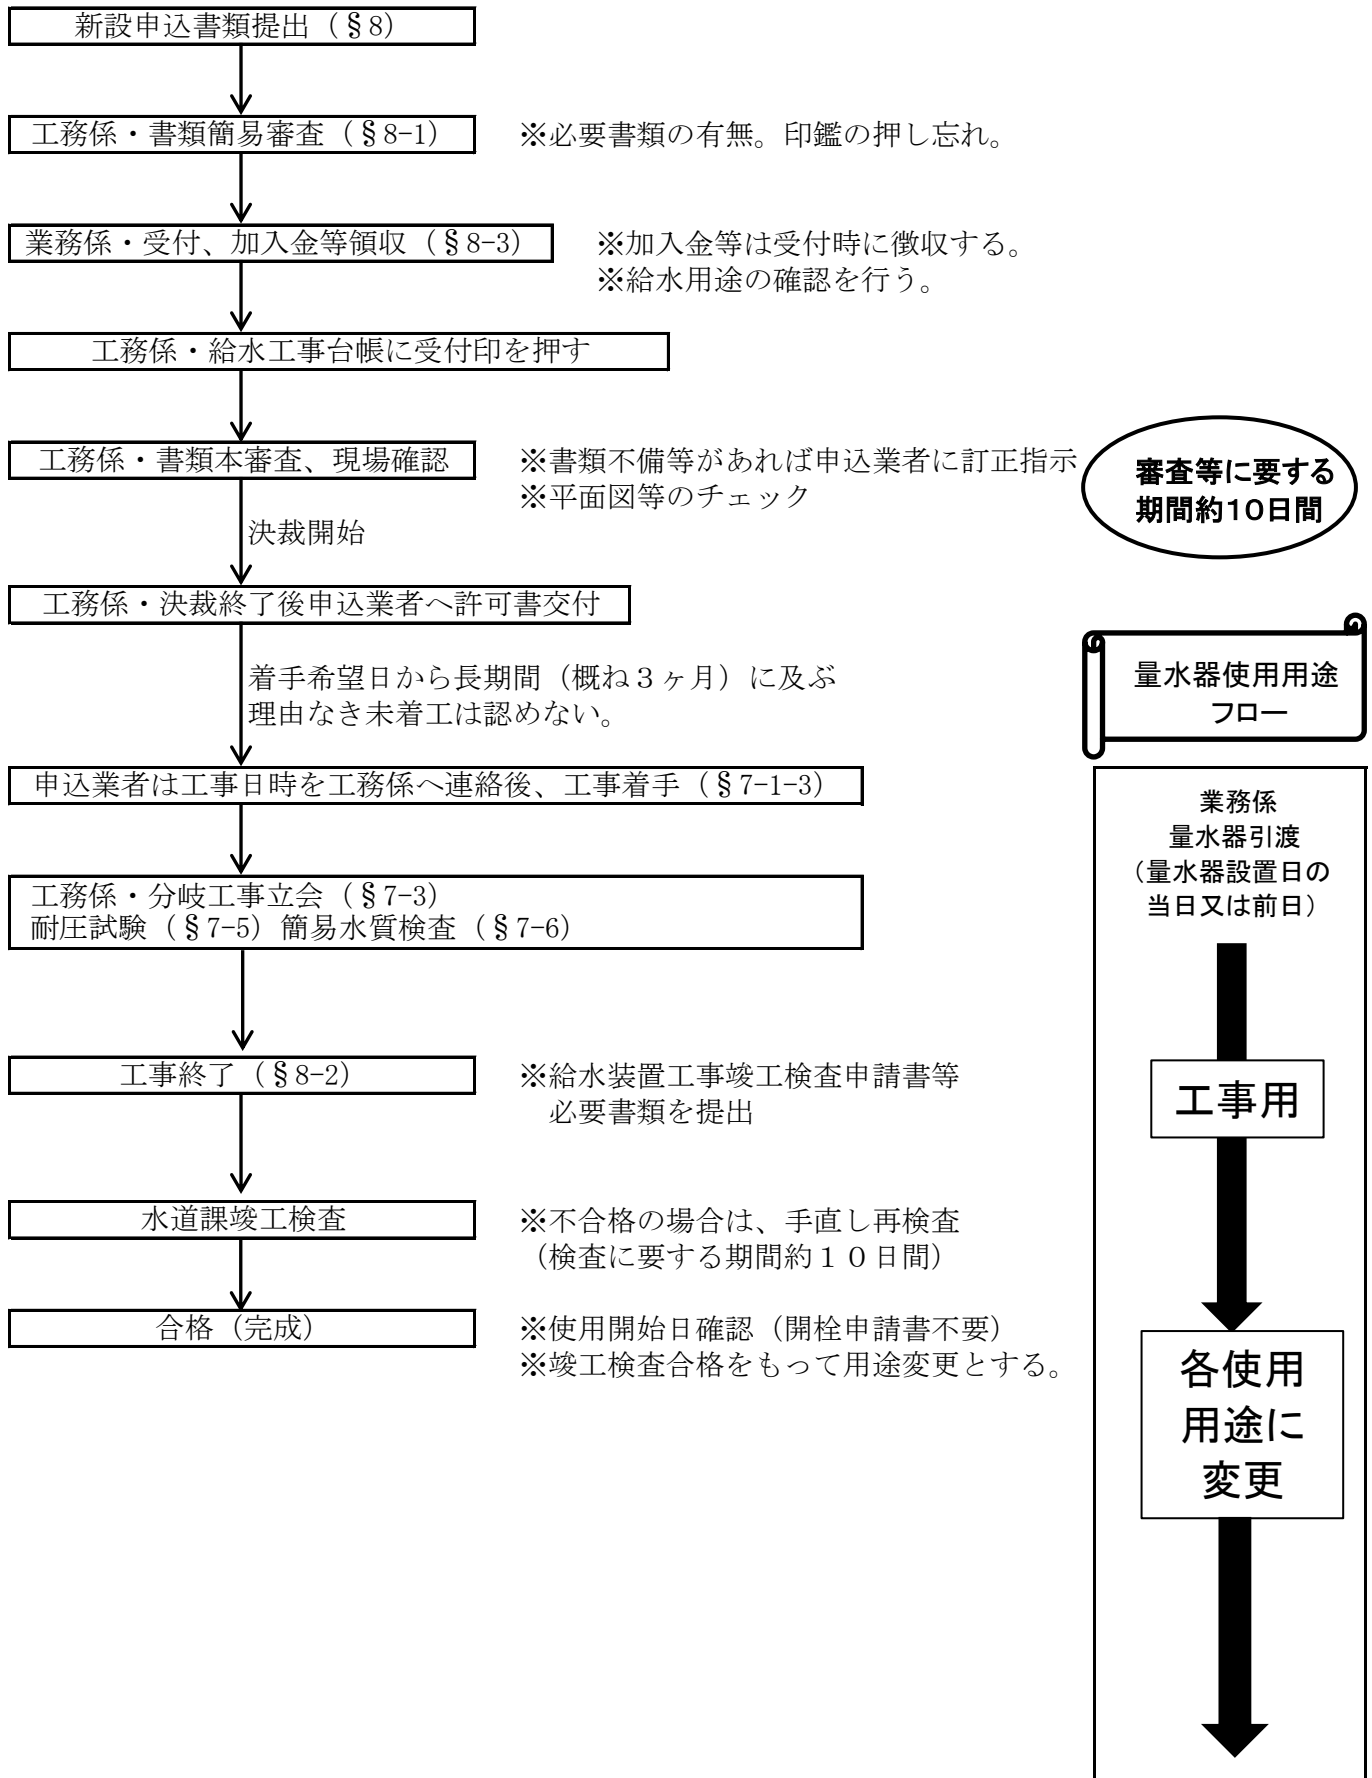 新設申込書類提出（§8）
工務係・書類簡易審査（§8-1）
※必要書類の有無。印鑑の押し忘れ。
業務係・受付、加入金等領収（§8-3）
※加入金等は受付時に徴収する。
※給水用途の確認を行う。
工務係・給水工事台帳に受付印を押す
工務係・書類本審査、現場確認
※書類不備等があれば申込業者に訂正指示
※平面図等のチェック
審査等に要する
期間約10日間
決裁開始
工務係・決裁終了後申込業者へ許可書交付
着手希望日から長期間（概ね３ヶ月）に及ぶ
理由なき未着工は認めない。
量水器使用用途
フロー
申込業者は工事日時を工務係へ連絡後、工事着手（§7-1-3）
工務係・分岐工事立会（§7-3）
耐圧試験（§7-5）簡易水質検査（§7-6）
工事終了（§8-2）
※給水装置工事竣工検査申請書等
必要書類を提出
水道課竣工検査
※不合格の場合は、手直し再検査
（検査に要する期間約１０日間）
合格（完成）
※使用開始日確認（開栓申請書不要）
※竣工検査合格をもって用途変更とする。
業務係
量水器引渡
（量水器設置日の
当日又は前日）
工事用
各使用
用途に
変更